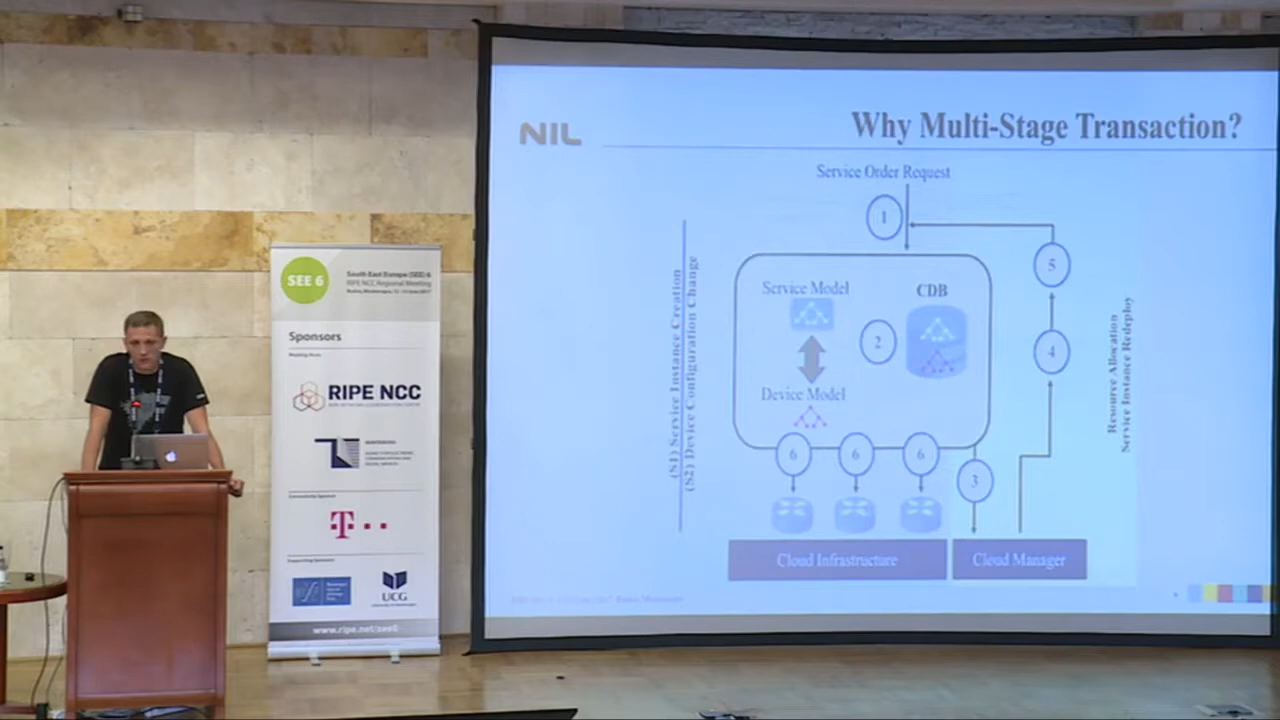 SEE 6
South East Europe (SEE) 6
RIPE NCC Regional Meeting
Sponsors
RIPE NCC
T
UCG
www.ripe.net/see6
NIL
Why Multi-Stage Transaction?
Service Order Request
1
5
Service Model
CDB
2
4
Device Model
6
6
6
3
(S1) Service Instance Creation
(S2) Device Configuration Change
Resource Allocation
Service Instance Redeploy
Cloud Infrastructure
Cloud Manager